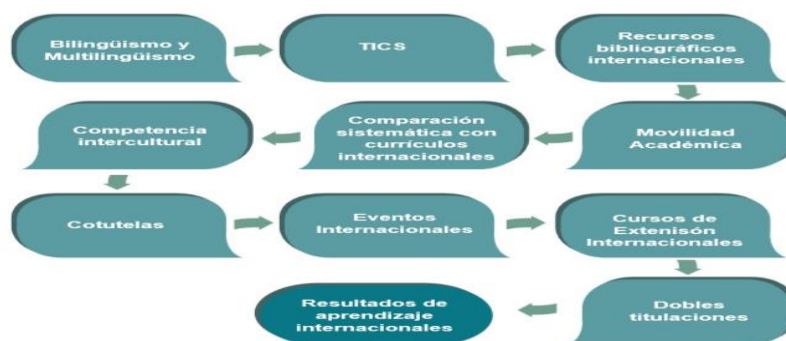 Bilingüismo y
Multilingüismo
TICS
Recursos
bibliográficos
internacionales
Movilidad
Académica
Comparación
sistemática con
currículos
internacionales
Competencia
intercultural
Cotutelas
Eventos
Internacionales
Cursos de
Extenisón
Internacionales
Dobles
titulaciones
Resultados de
aprendizaje
internacionales